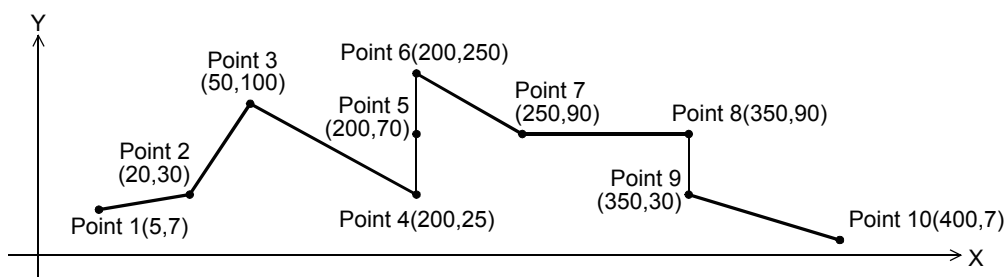 Y
Point 6(200,250)
Point 3
(50,100)
Point 7
(250,90)
Point 5
(200,70)
Point 8(350,90)
Point 2
(20,30)
Point 9
(350,30)
Point 1(5,7)
Point 4(200,25)
Point 10(400,7)
X